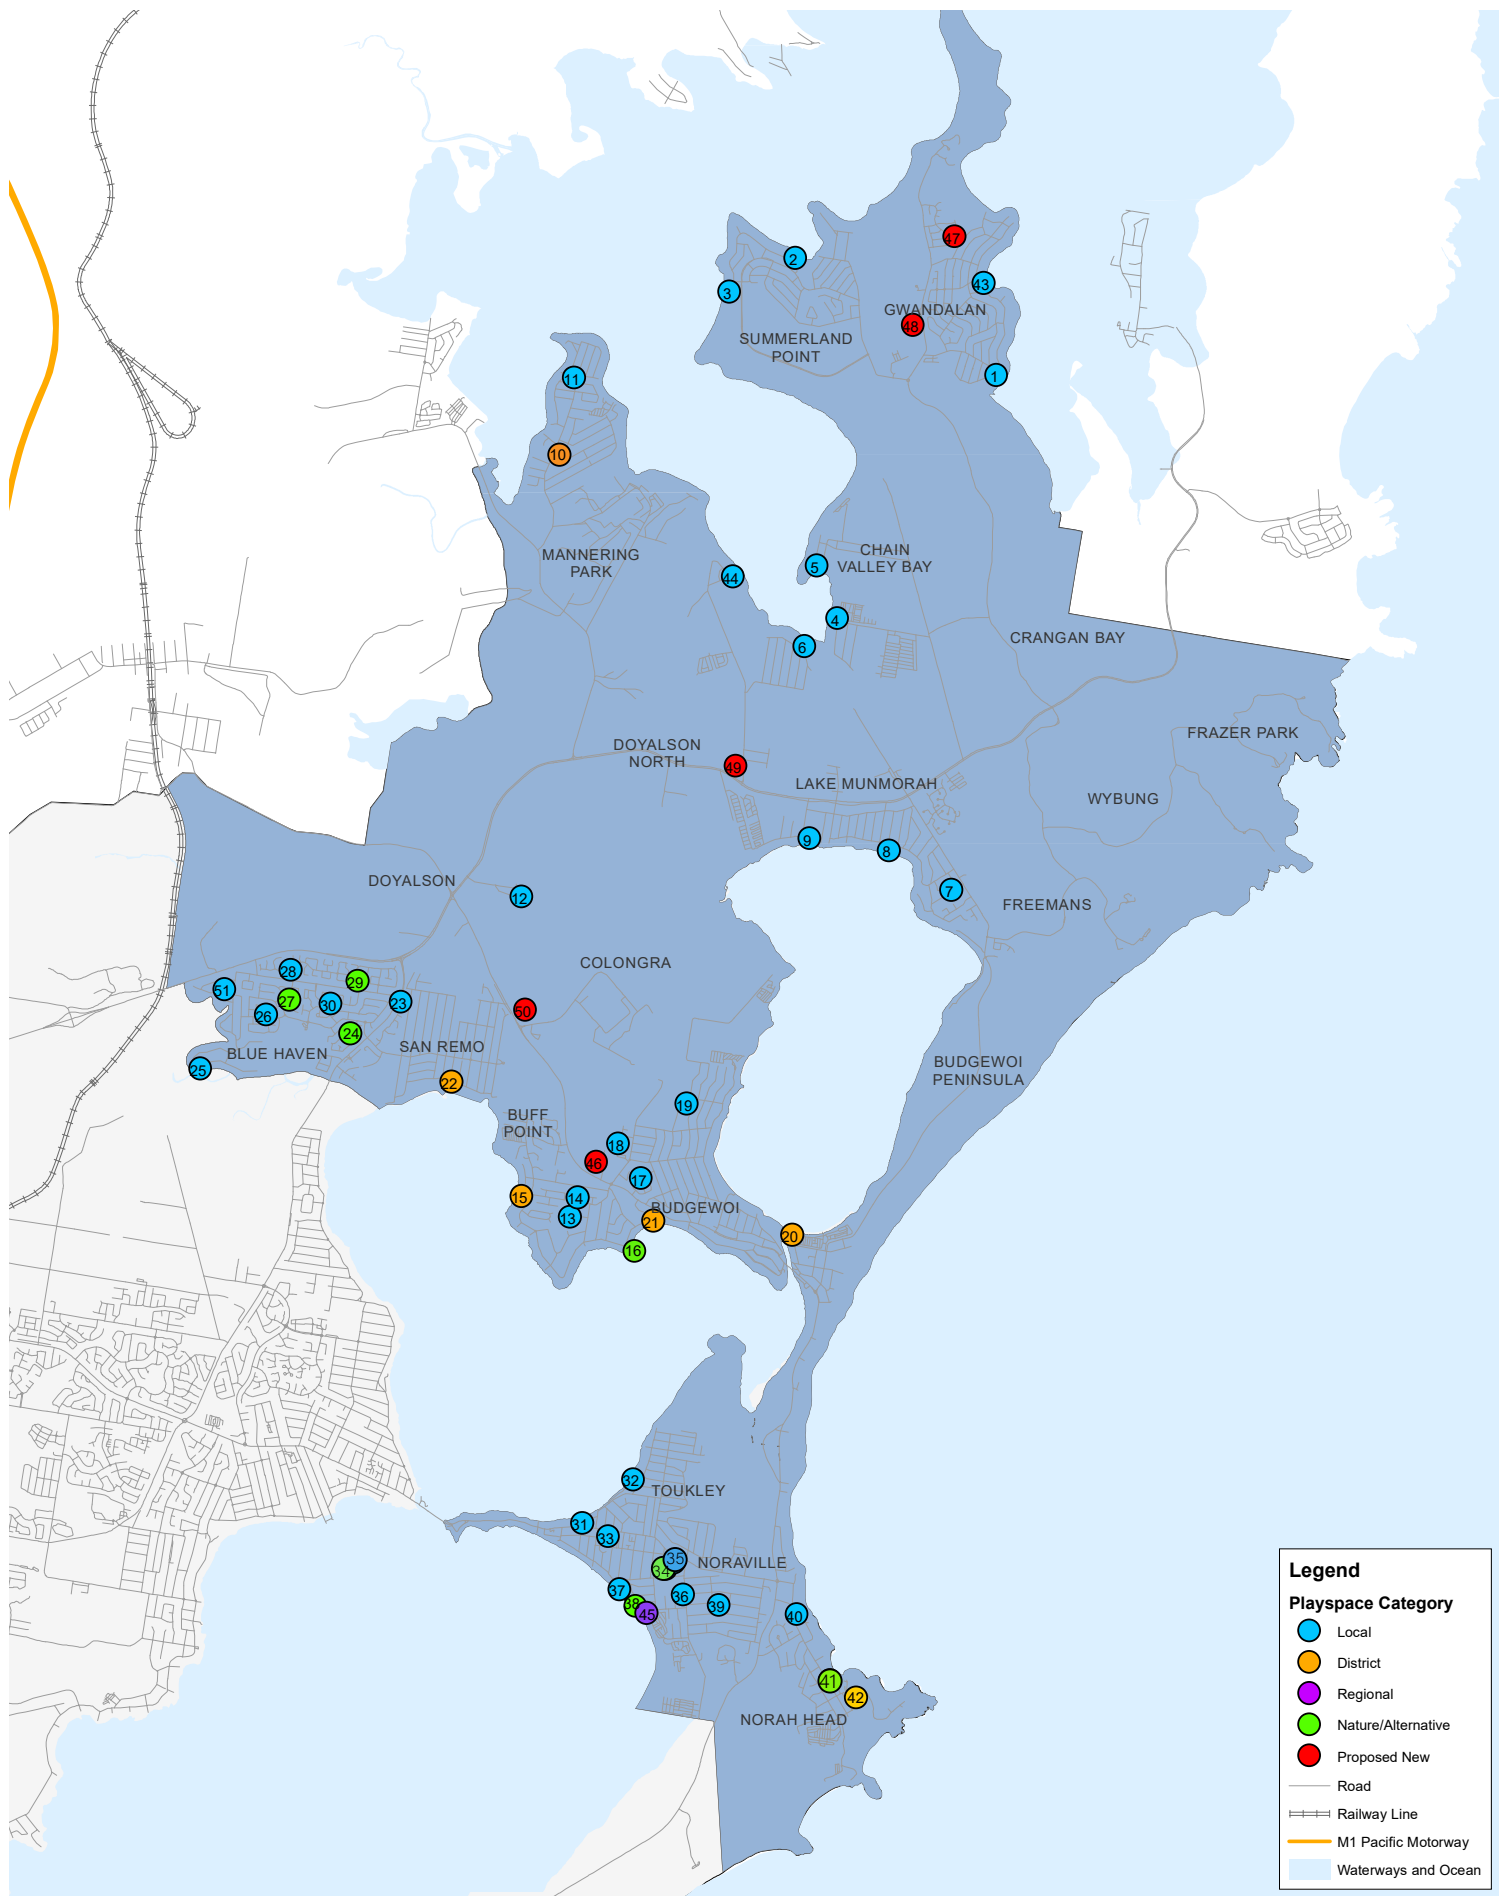 47
2
43
3
GWANDALAN
48
SUMMERLAND
POINT
1
11
10
CHAIN
VALLEY BAY
MANNERING
PARK
5
44
4
CRANGAN BAY
6
FRAZER PARK
DOYALSON
NORTH
49
LAKE MUNMORAH
WYBUNG
9
8
DOYALSON
7
12
FREEMANS
COLONGRA
28
29
51
27
30
23
26
50
24
SAN REMO
BLUE HAVEN
25
BUDGEWOI
PENINSULA
22
19
BUFF
POINT
18
46
17
15
14
BUDGEWOI
13
21
20
16
32
TOUKLEY
31
33
35
NORAVILLE
34
37
36
38
39
45
40
41
42
NORAH HEAD
Legend
Playspace Category
Local
District
Regional
Nature/Alternative
Proposed New
Road
Railway Line
M1 Pacific Motorway
Waterways and Ocean